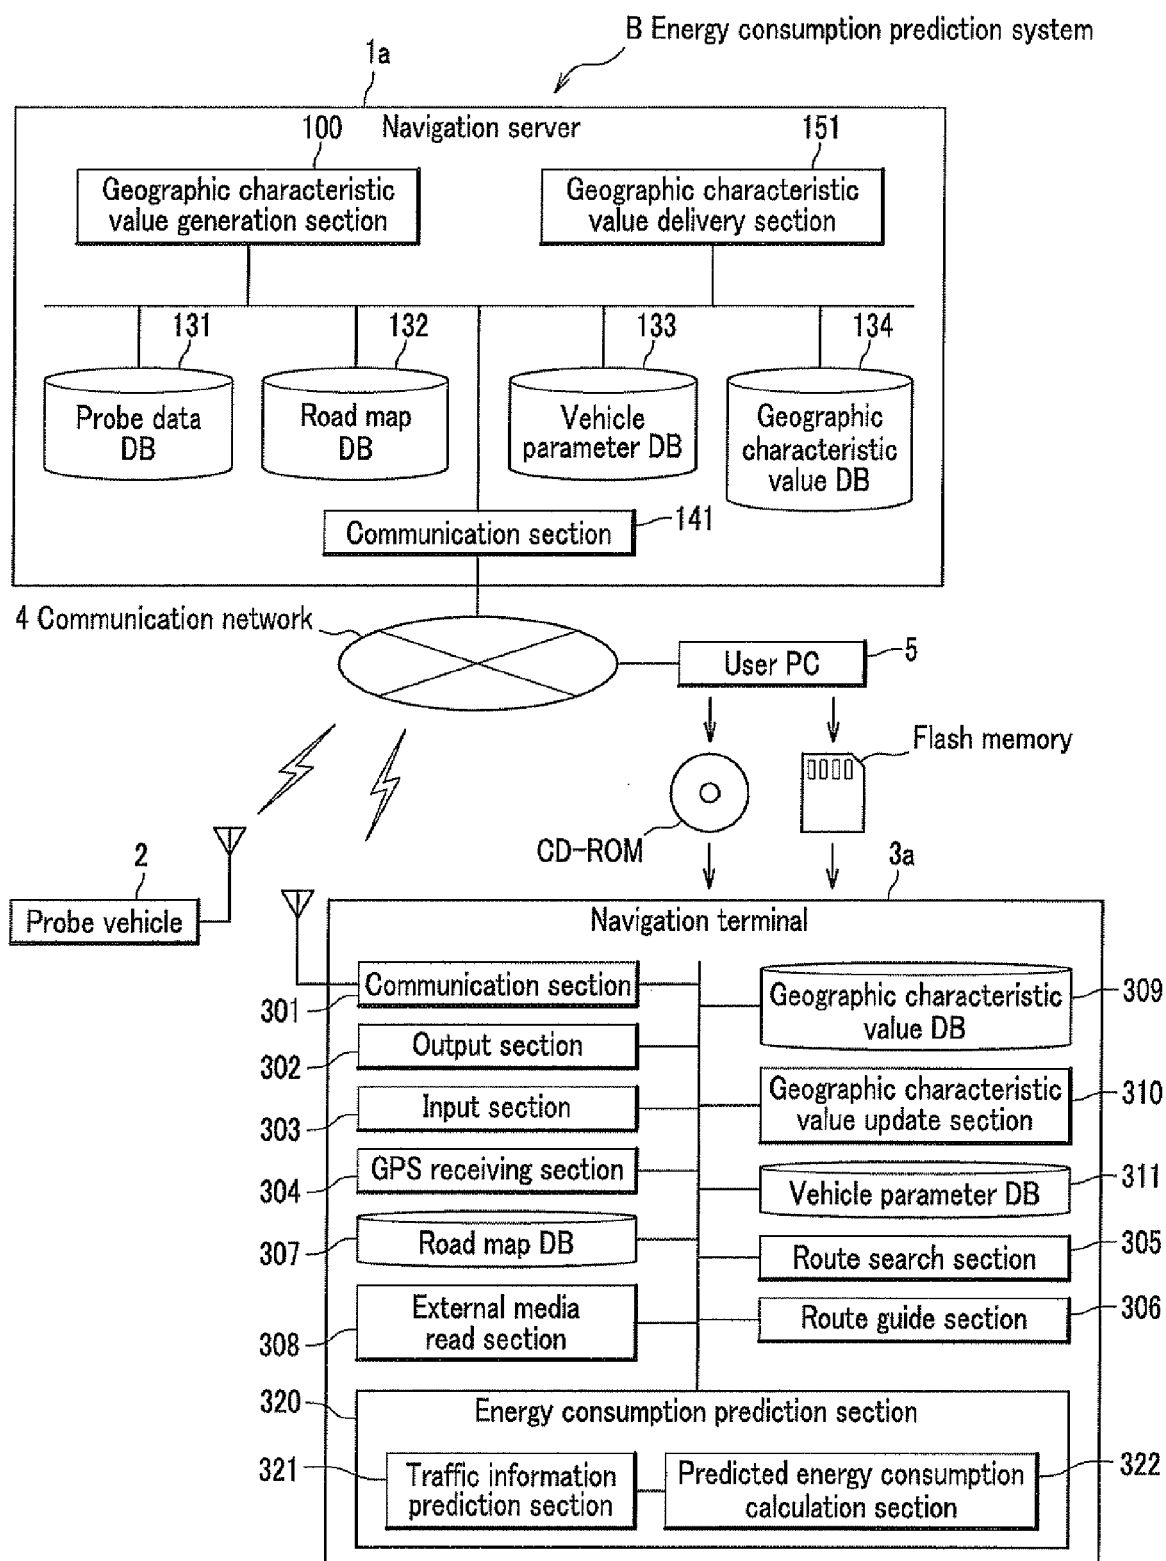 B Energy consumption prediction system
1a
Navigation server
100
151
Geographic characteristic
value generation section
Geographic characteristic
value delivery section
131
132
133
134
Probe data
DB
Road map
DB
Vehicle
parameter DB
Geographic
characteristic
value DB
Communication section
141
4 Communication network
User PC
5
Flash memory
CD-ROM
2
Probe vehicle
3a
Navigation terminal
Communication section
301
Output section
302
Input section
303
GPS receiving section
304
Road map DB
307
External media
read section
308
Geographic characteristic
value DB
309
Geographic characteristic
value update section
310
Vehicle parameter DB
311
Route search section
305
Route guide section
306
320
Energy consumption prediction section
321
Traffic information
prediction section
Predicted energy consumption
calculation section
322